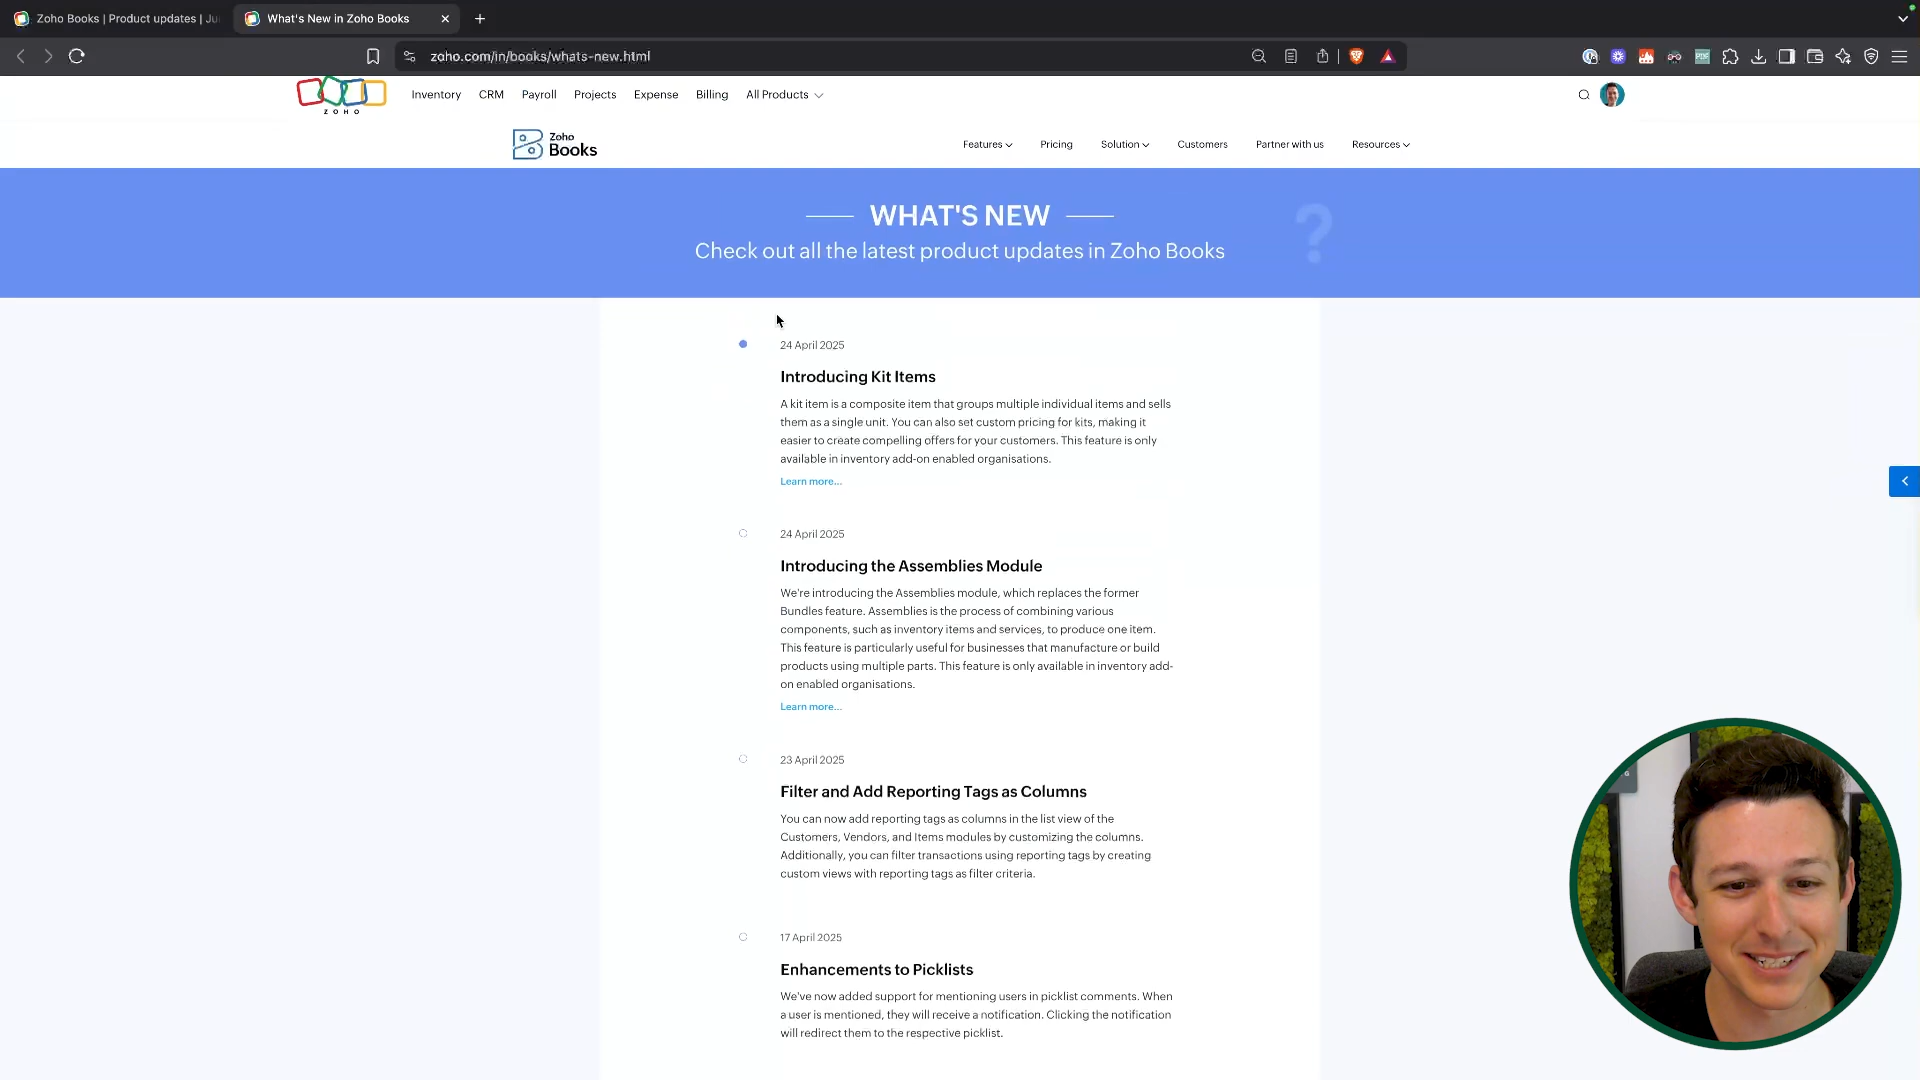 Zoho Books | Product updates | Ju
What's New in Zoho Books
zoho.com/in/books/whats-new.html
ZOHO
Inventory
CRM
Payroll
Projects
Expense
Billing
All Products
Zoho
Books
Features
Pricing
Solution
Customers
Partner with us
Resources
WHAT'S NEW
?
Check out all the latest product updates in Zoho Books
24 April 2025
Introducing Kit Items
A kit item is a composite item that groups multiple individual items and sells
them as a single unit. You can also set custom pricing for kits, making it
easier to create compelling offers for your customers. This feature is only
available in inventory add-on enabled organisations.
Learn more...
24 April 2025
Introducing the Assemblies Module
We're introducing the Assemblies module, which replaces the former
Bundles feature. Assemblies is the process of combining various
components, such as inventory items and services, to produce one item.
This feature is particularly useful for businesses that manufacture or build
products using multiple parts. This feature is only available in inventory add-
on enabled organisations.
Learn more...
23 April 2025
Filter and Add Reporting Tags as Columns
You can now add reporting tags as columns in the list view of the
Customers, Vendors, and Items modules by customizing the columns.
Additionally, you can filter transactions using reporting tags by creating
custom views with reporting tags as filter criteria.
17 April 2025
Enhancements to Picklists
We've now added support for mentioning users in picklist comments. When
a user is mentioned, they will receive a notification. Clicking the notification
will redirect them to the respective picklist.